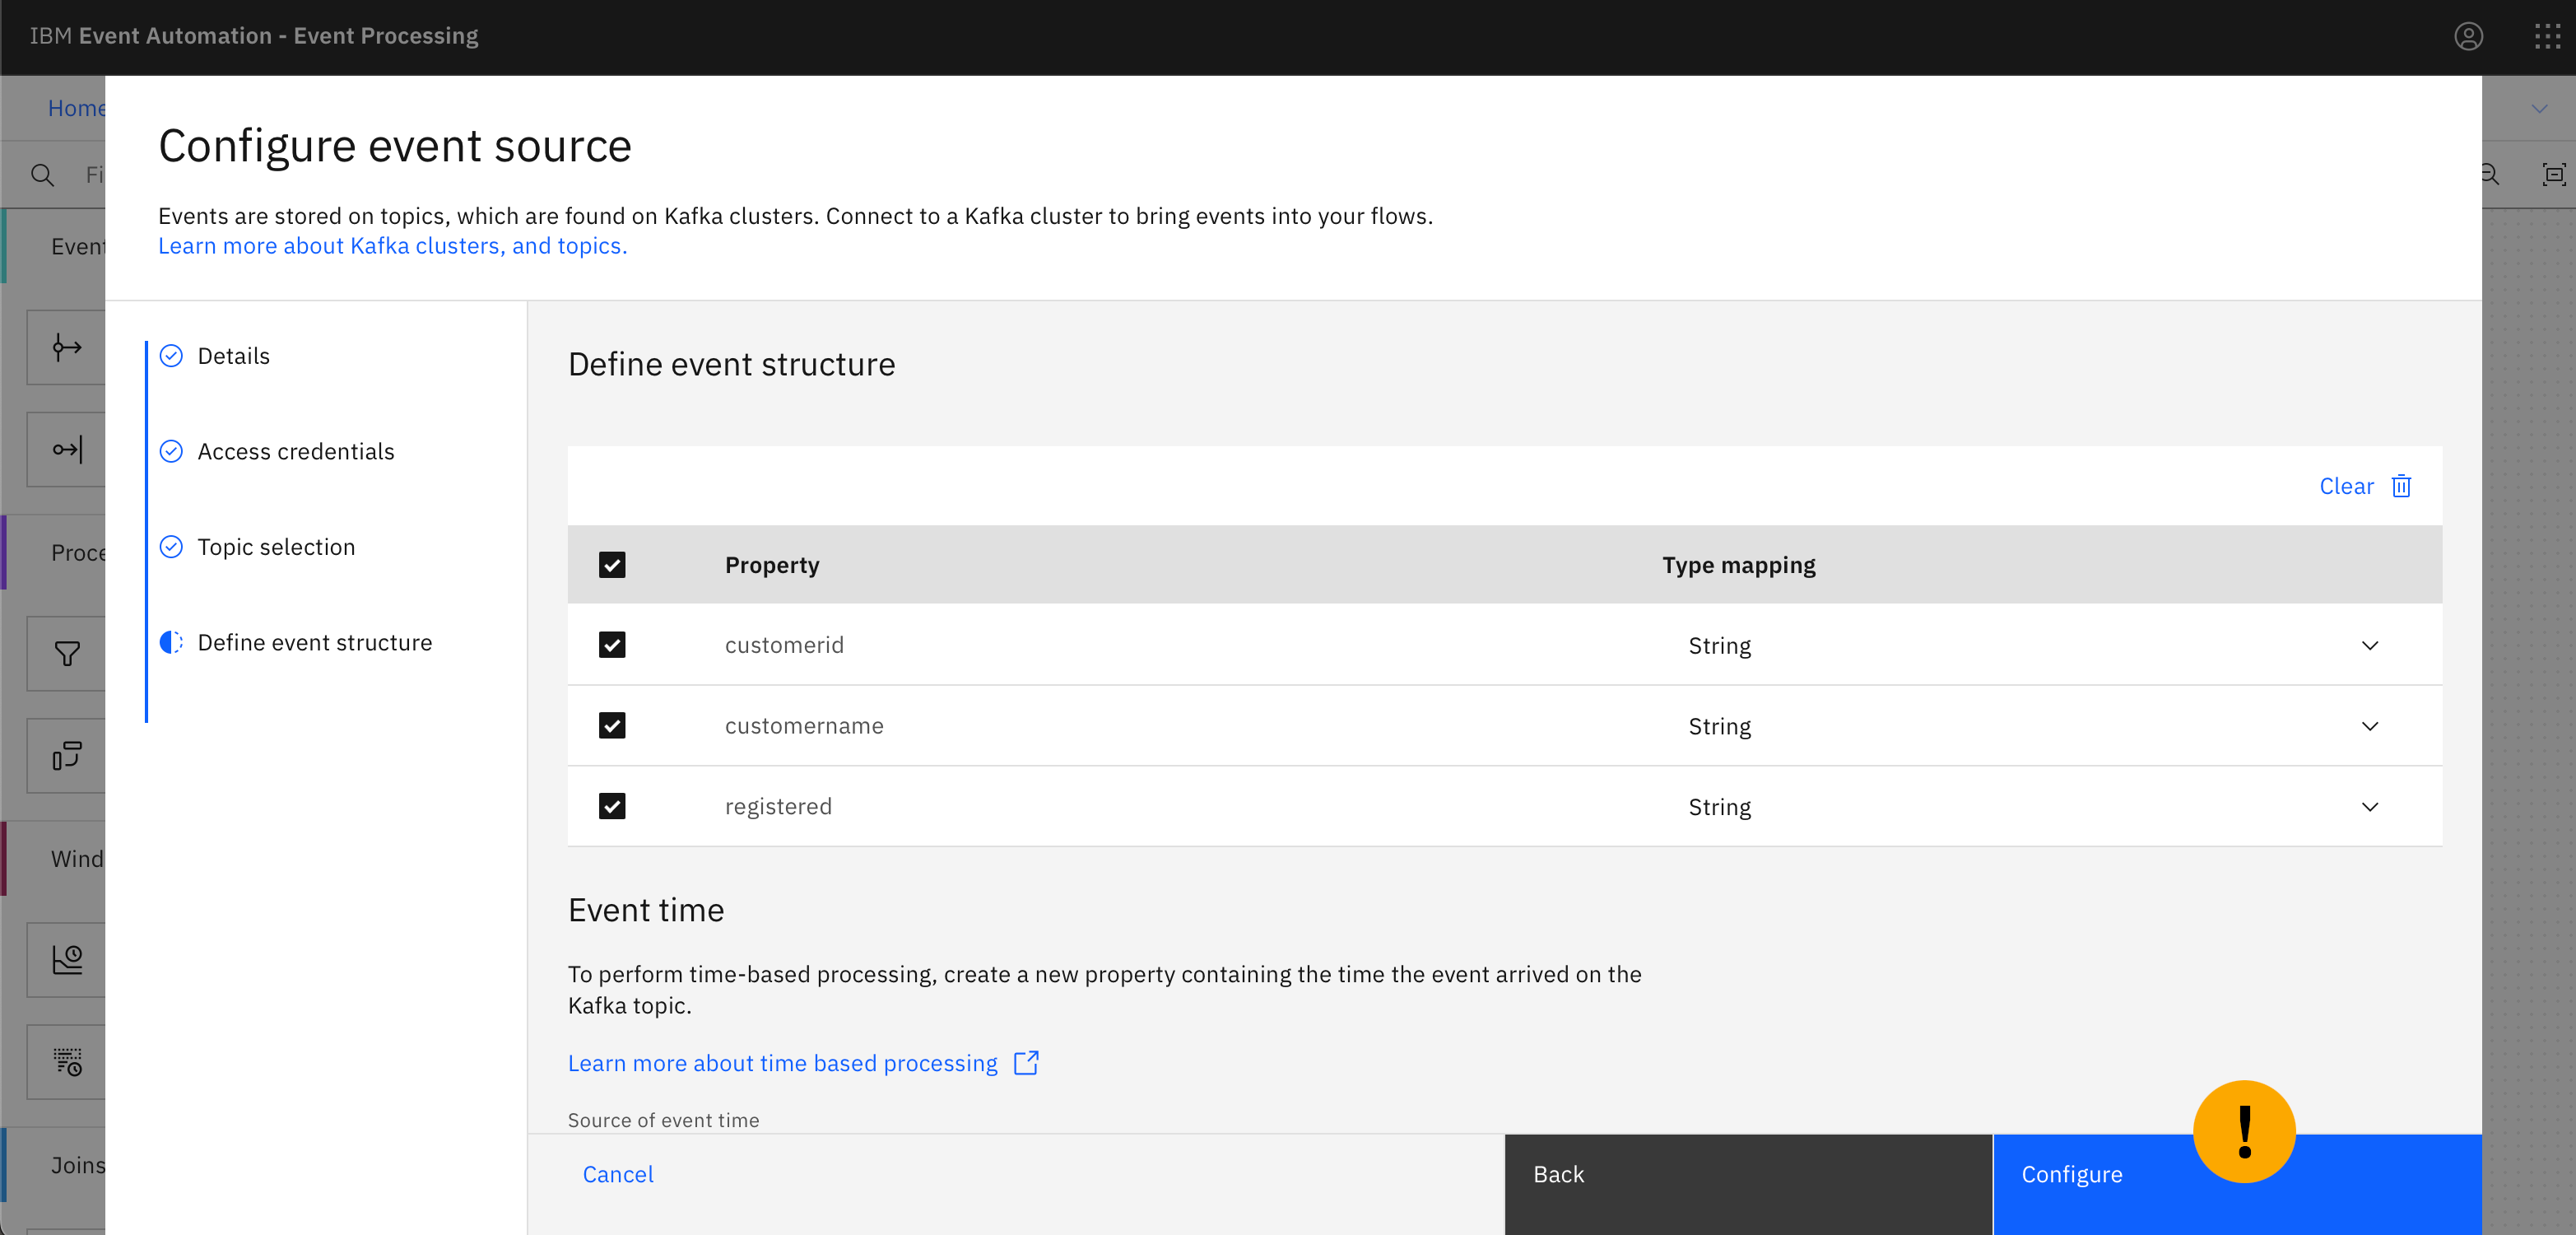 IBM Event Automation - Event Processing
Home
Configure event source
Events are stored on topics, which are found on Kafka clusters. Connect to a Kafka cluster to bring events into your flows.
Learn more about Kafka clusters, and topics.
Fi
Event
Proce
Wind
Joins
Details
Access credentials
Topic selection
Define event structure
Define event structure
Clear
Property Type mapping
customerid String
customername String
registered String
Event time
To perform time-based processing, create a new property containing the time the event arrived on the
Kafka topic.
Learn more about time based processing
Source of event time
!
Cancel Back Configure